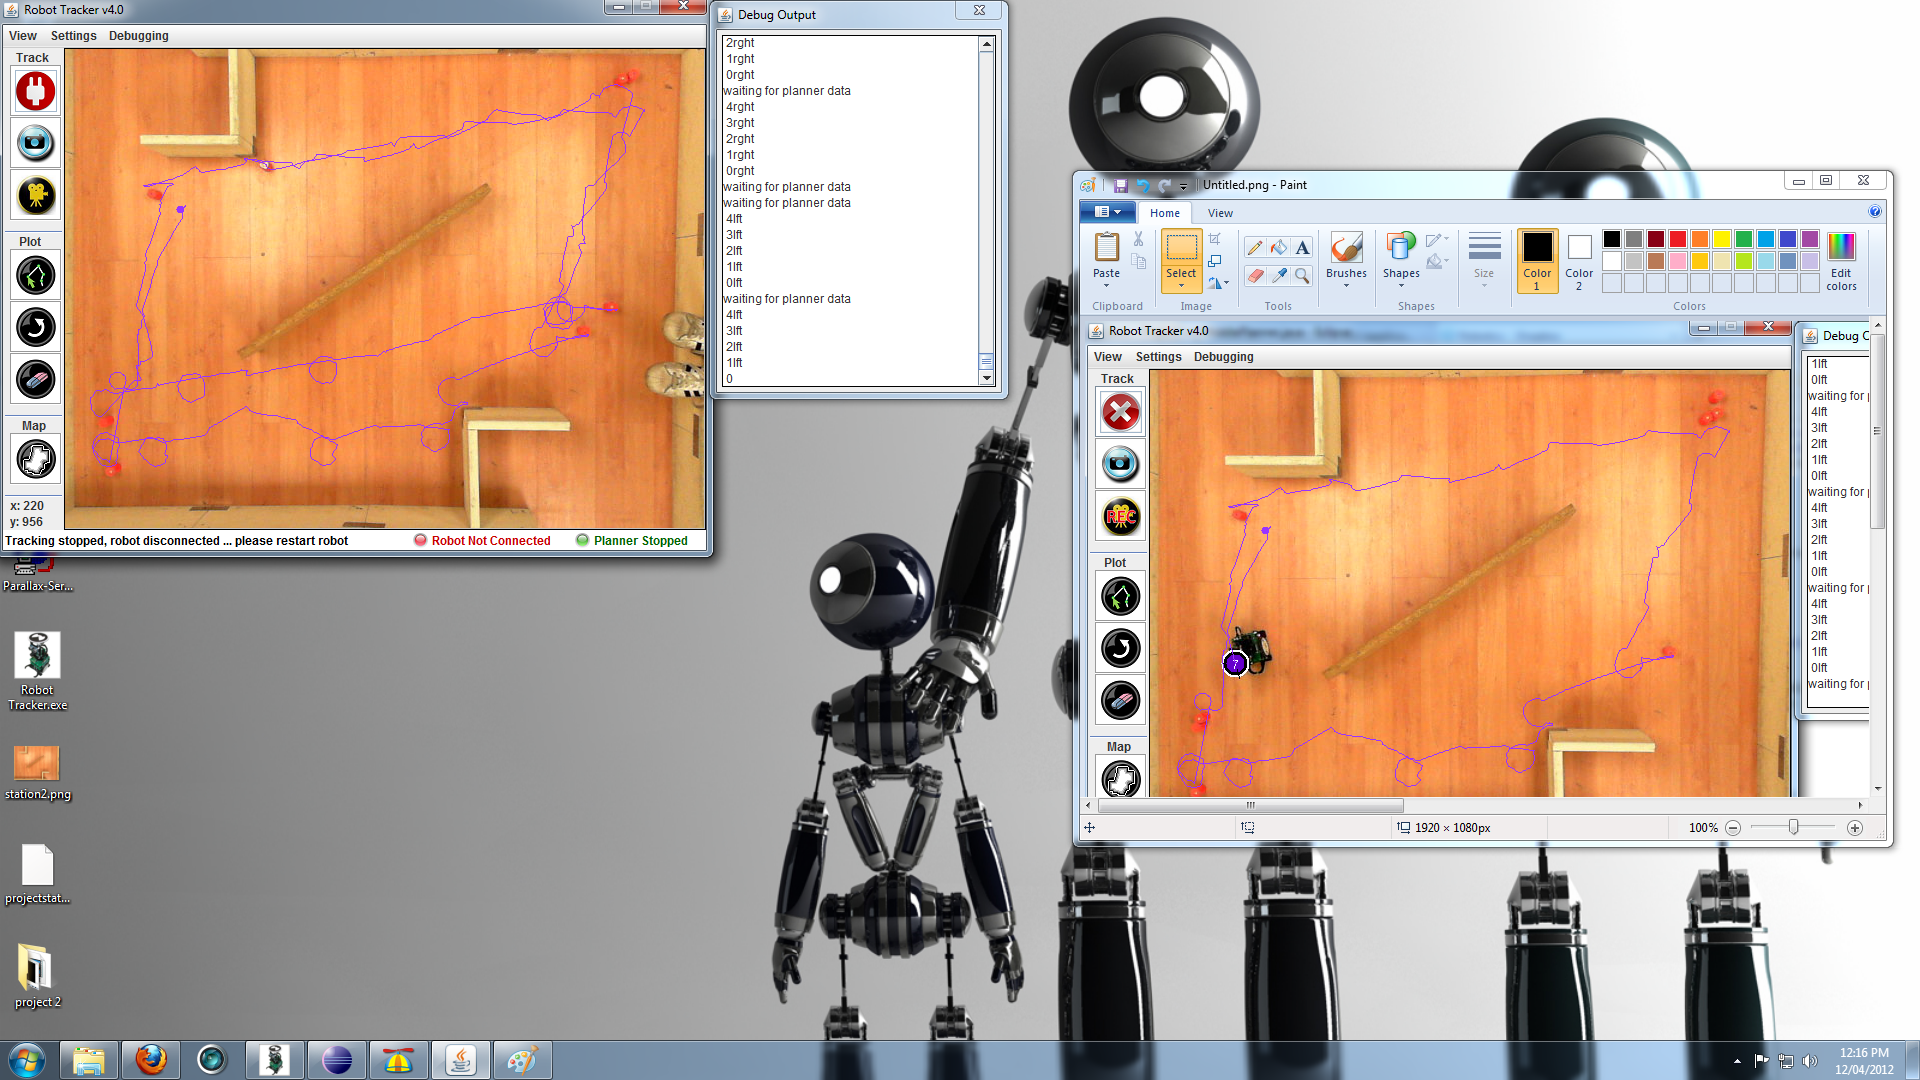 Robot Tracker v4.0
View Settings Debugging
Track
Plot
Map
x: 220
y: 956
Tracking stopped, robot disconnected ... please restart robot
Robot Not Connected
Planner Stopped
Debug Output
2rght
1rght
0rght
waiting for planner data
4rght
3rght
2rght
1rght
0rght
waiting for planner data
waiting for planner data
4lft
3lft
2lft
1lft
0lft
waiting for planner data
4lft
3lft
2lft
1lft
0
Untitled.png - Paint
Home View
Paste
Select
Brushes
Shapes
Size
Color 1
Color 2
Edit colors
Clipboard
Image
Tools
Shapes
Colors
Robot Tracker v4.0
View Settings Debugging
Track
REC
Plot
Map
7
Debug C
1lft
0lft
waiting for p
4lft
3lft
2lft
1lft
0lft
waiting for p
4lft
3lft
2lft
1lft
0lft
waiting for p
4lft
3lft
2lft
1lft
0lft
waiting for p
1920 × 1080px
100%
Parallax-Ser...
Robot
Tracker.exe
station2.png
projectstat...
project 2
12:16 PM
12/04/2012